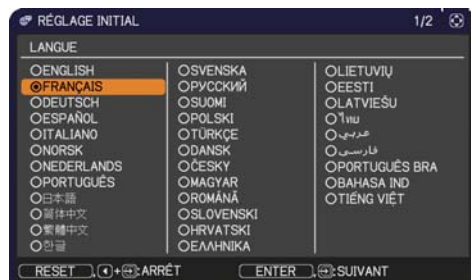 RÉGLAGE INITIAL 1/2
LANGUE
ENGLISH
FRANÇAIS
DEUTSCH
ESPAÑOL
ITALIANO
NORSK
NEDERLANDS
PORTUGUÊS
日本語
简体中文
繁體中文
한글
SVENSKA
РУССКИЙ
SUOMI
POLSKI
TÜRKÇE
DANSK
ČESKY
MAGYAR
ROMÂNĂ
SLOVENSKI
HRVATSKI
ΕΛΛΗΝΙΚΑ
LIETUVIŲ
EESTI
LATVIEŠU
ไทย
عربي
فارسی
PORTUGUÊS BRA
BAHASA IND
TIẾNG VIỆT
RESET ,+:ARRÊT ENTER ,:SUIVANT